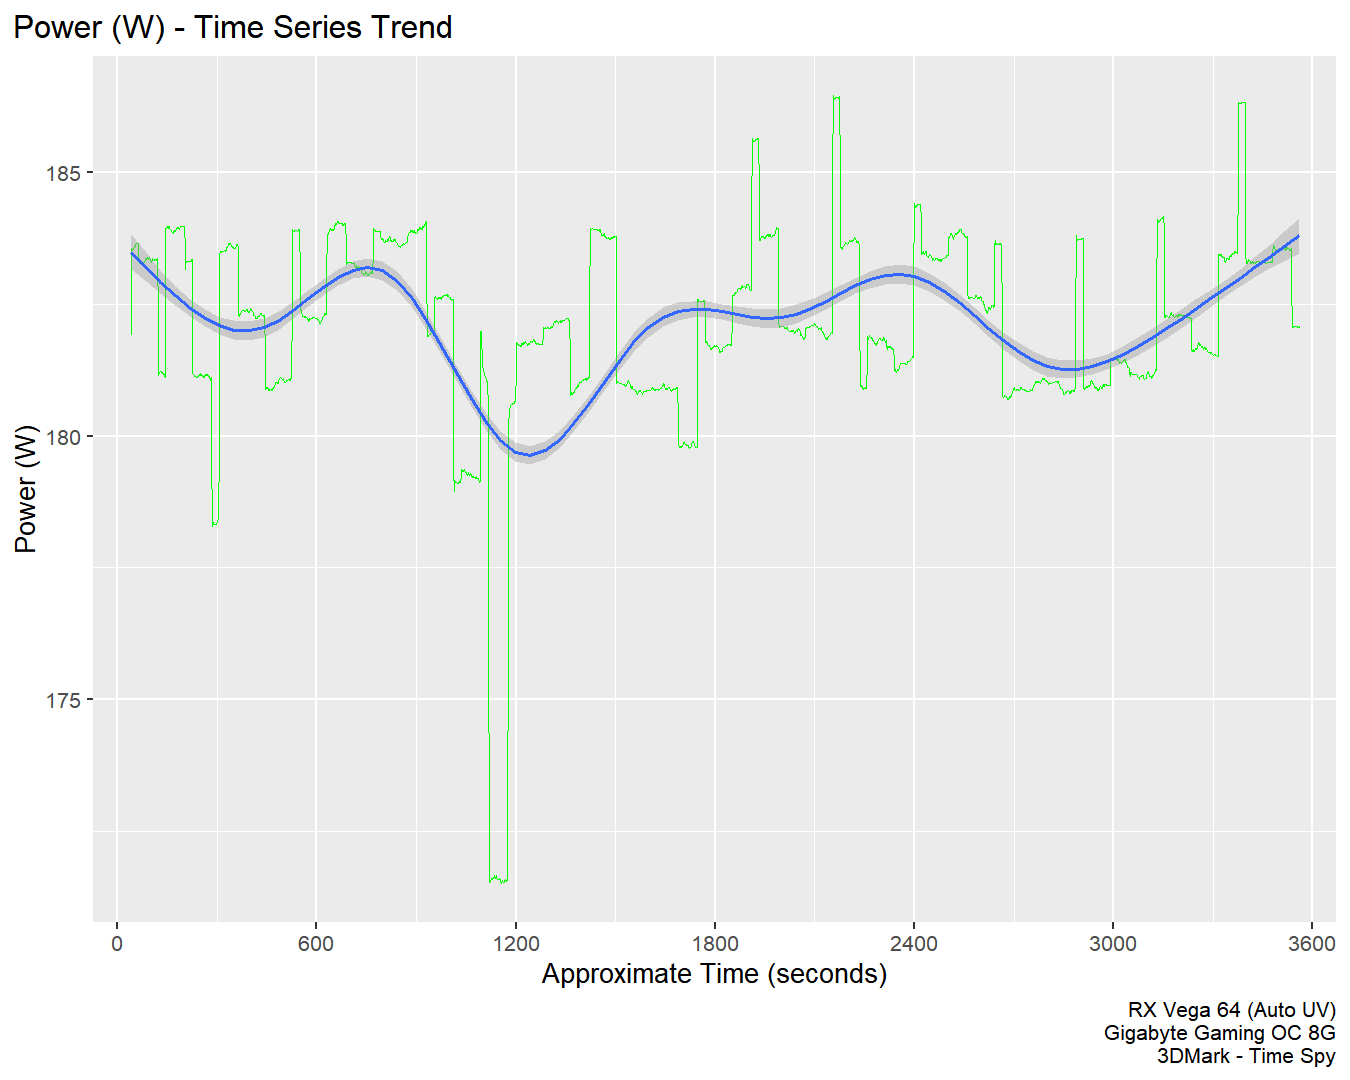 Power (W) - Time Series Trend
Power (W)
185
180
175
0 600 1200 1800 2400 3000 3600
Approximate Time (seconds)
RX Vega 64 (Auto UV)
Gigabyte Gaming OC 8G
3DMark - Time Spy